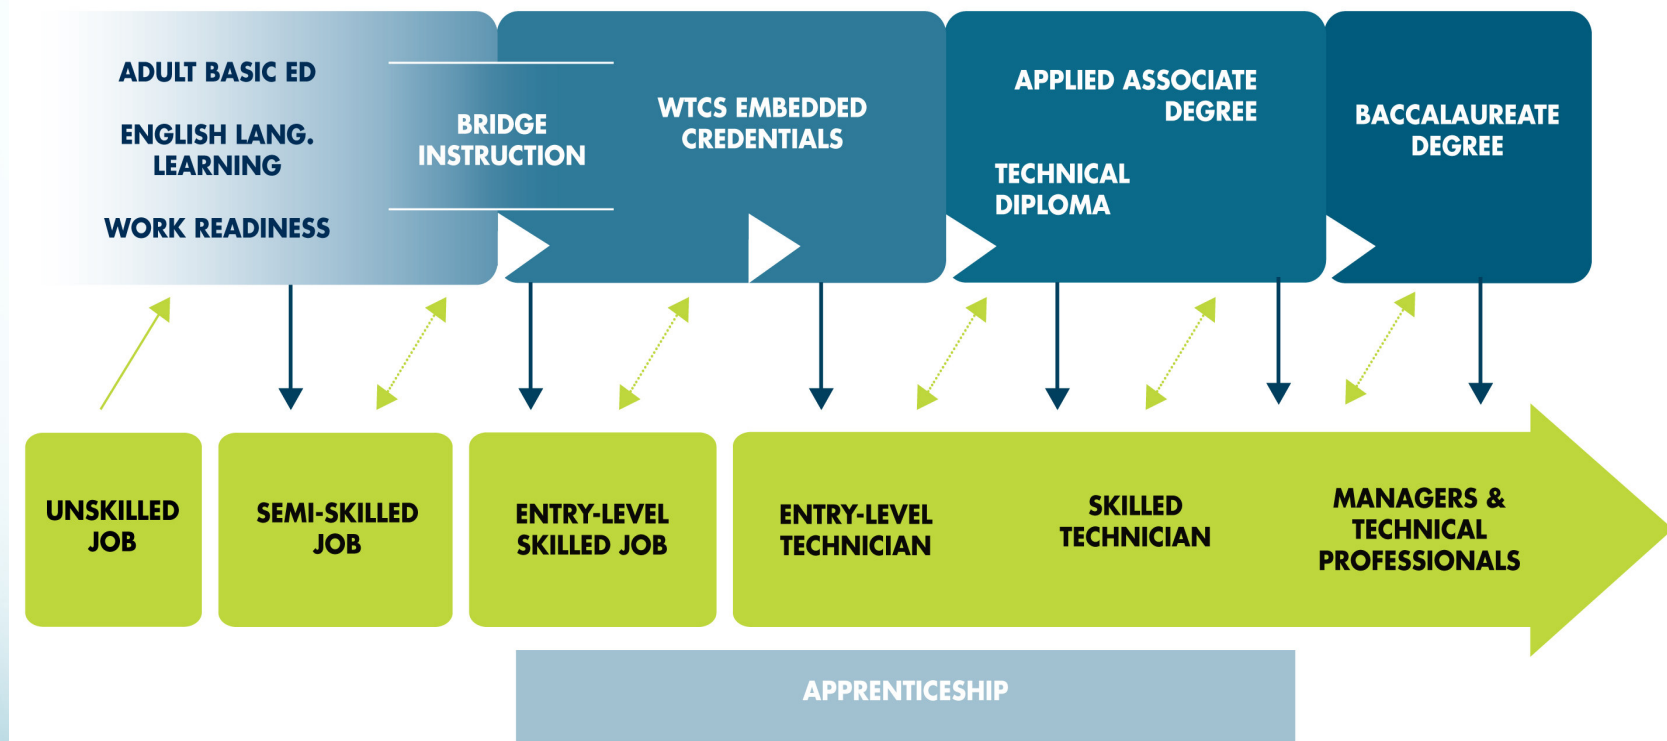 ADULT BASIC ED
ENGLISH LANG.
LEARNING
WORK READINESS
BRIDGE
INSTRUCTION
WTCS EMBEDDED
CREDENTIALS
APPLIED ASSOCIATE
DEGREE
TECHNICAL
DIPLOMA
BACCALAUREATE
DEGREE
UNSKILLED
JOB
SEMI-SKILLED
JOB
ENTRY-LEVEL
SKILLED JOB
ENTRY-LEVEL
TECHNICIAN
SKILLED
TECHNICIAN
MANAGERS &
TECHNICAL
PROFESSIONALS
APPRENTICESHIP